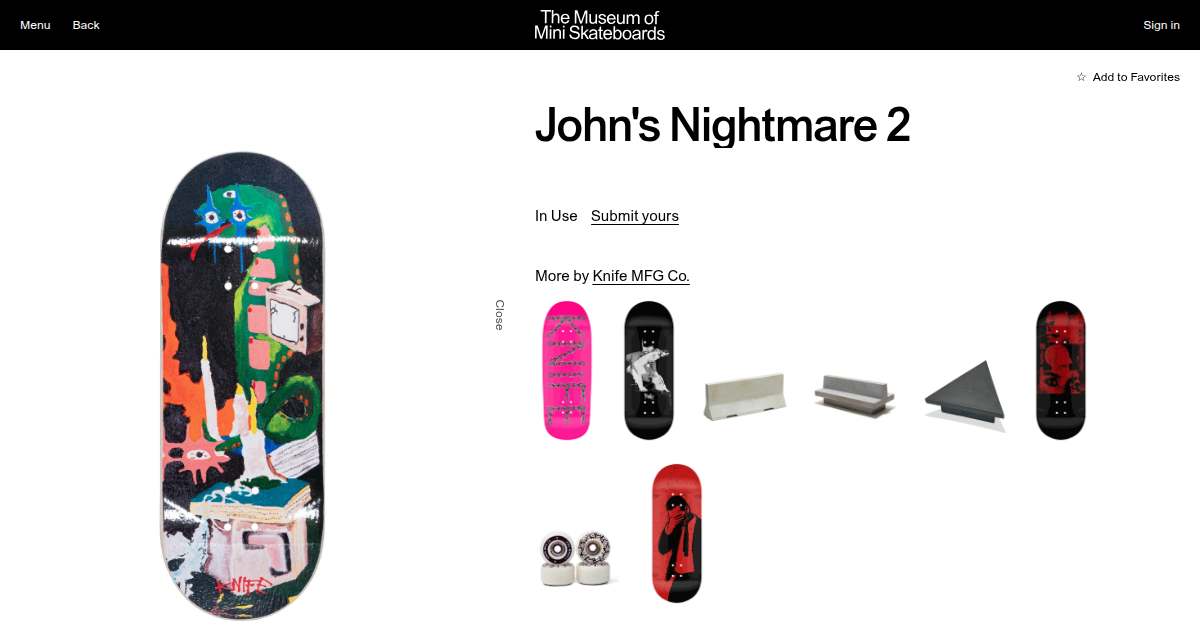 Menu
Back
The Museum of
Mini Skateboards
Sign in
☆ Add to Favorites
John's Nightmare 2
In Use Submit yours
More by Knife MFG Co.
Close
KNIFE
KNIFE